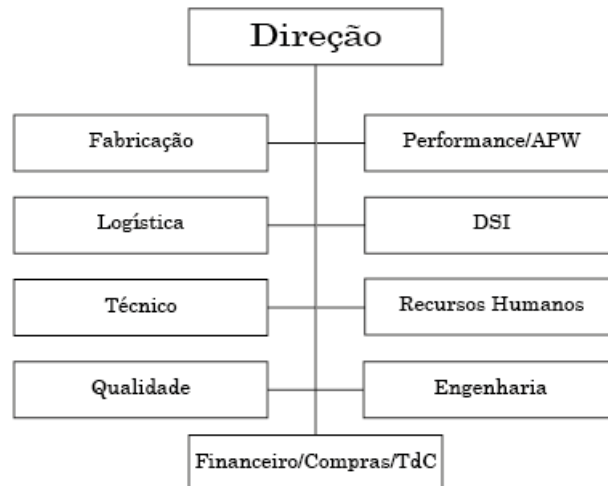 Direção
Fabricação
Performance/APW
Logística
DSI
Técnico
Recursos Humanos
Qualidade
Engenharia
Financeiro/Compras/TdC